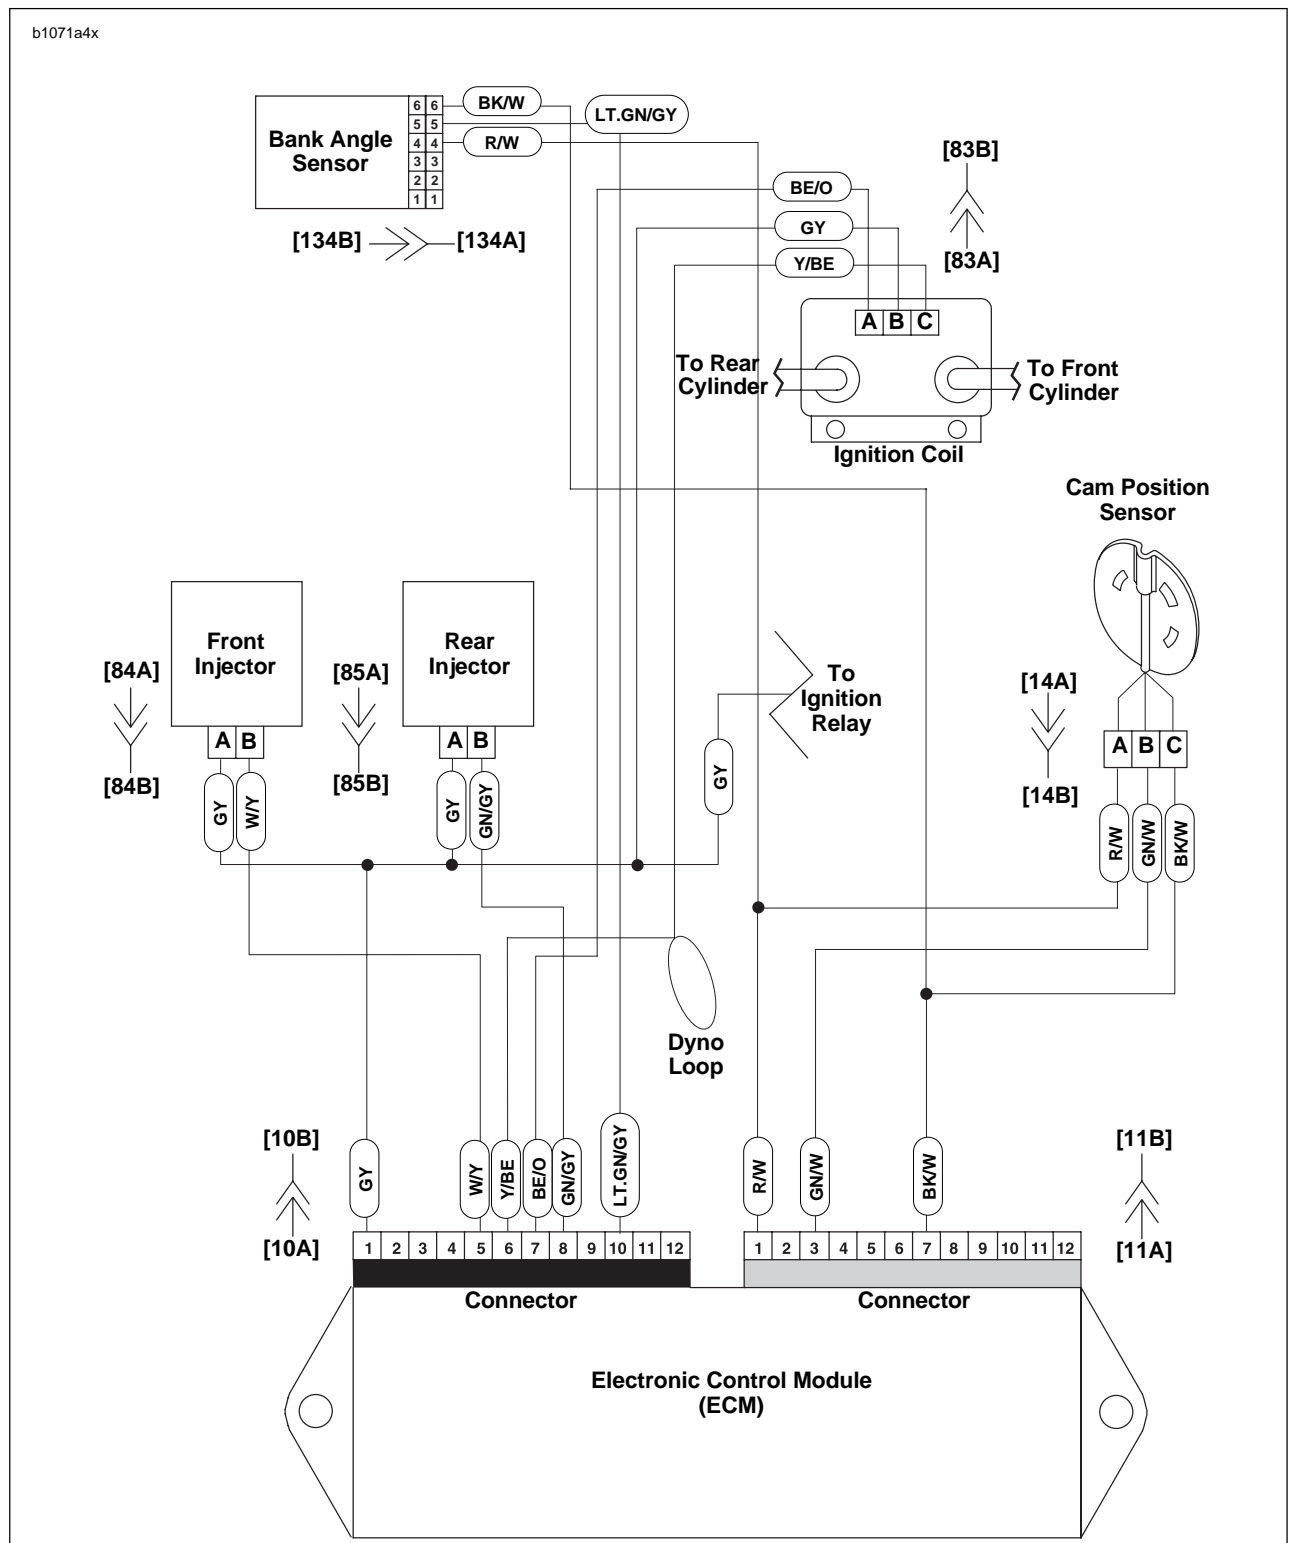 b1071a4x
Bank Angle
Sensor
6 6
5 5
4 4
3 3
2 2
1 1
BK/W
LT.GN/GY
R/W
[134B] [134A]
BE/O
GY
Y/BE
[83B]
[83A]
A B C
To Rear
Cylinder
To Front
Cylinder
Ignition Coil
Cam Position
Sensor
Front
Injector
[84A]
[84B]
A B
GY
W/Y
Rear
Injector
[85A]
[85B]
A B
GY
GN/GY
To
Ignition
Relay
GY
[14A]
[14B]
A B C
R/W
GN/W
BK/W
Dyno
Loop
[10B]
[10A]
GY
W/Y
Y/BE
BE/O
GN/GY
LT.GN/GY
R/W
GN/W
BK/W
[11B]
[11A]
1 2 3 4 5 6 7 8 9 10 11 12
1 2 3 4 5 6 7 8 9 10 11 12
Connector
Connector
Electronic Control Module
(ECM)